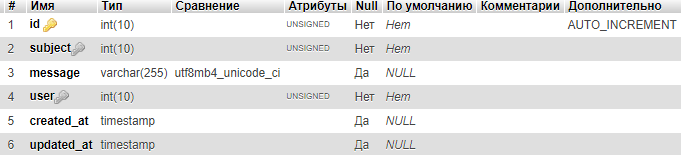 # Имя Тип Сравнение Атрибуты Null По умолчанию Комментарии Дополнительно
1 id int(10) UNSIGNED Нет Нет AUTO_INCREMENT
2 subject int(10) UNSIGNED Нет Нет
3 message varchar(255) utf8mb4_unicode_ci Да NULL
4 user int(10) UNSIGNED Нет Нет
5 created_at timestamp Да NULL
6 updated_at timestamp Да NULL